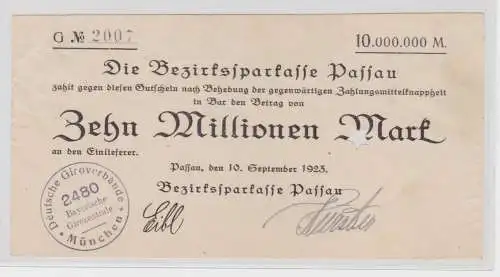 G № 2007 10.000.000 M.
Die Bezirkssparkasse Passau
zahlt gegen diesen Gutschein nach Behebung der gegenwärtigen Zahlungsmittelknappheit
in Bar den Betrag von
Zehn Millionen Mark
an den Einlieferer.
Passau, den 10. September 1923.
Bezirkssparkasse Passau
Deutsche Giroverbände
2480
Bayerische
Girozentrale
München
Eibl